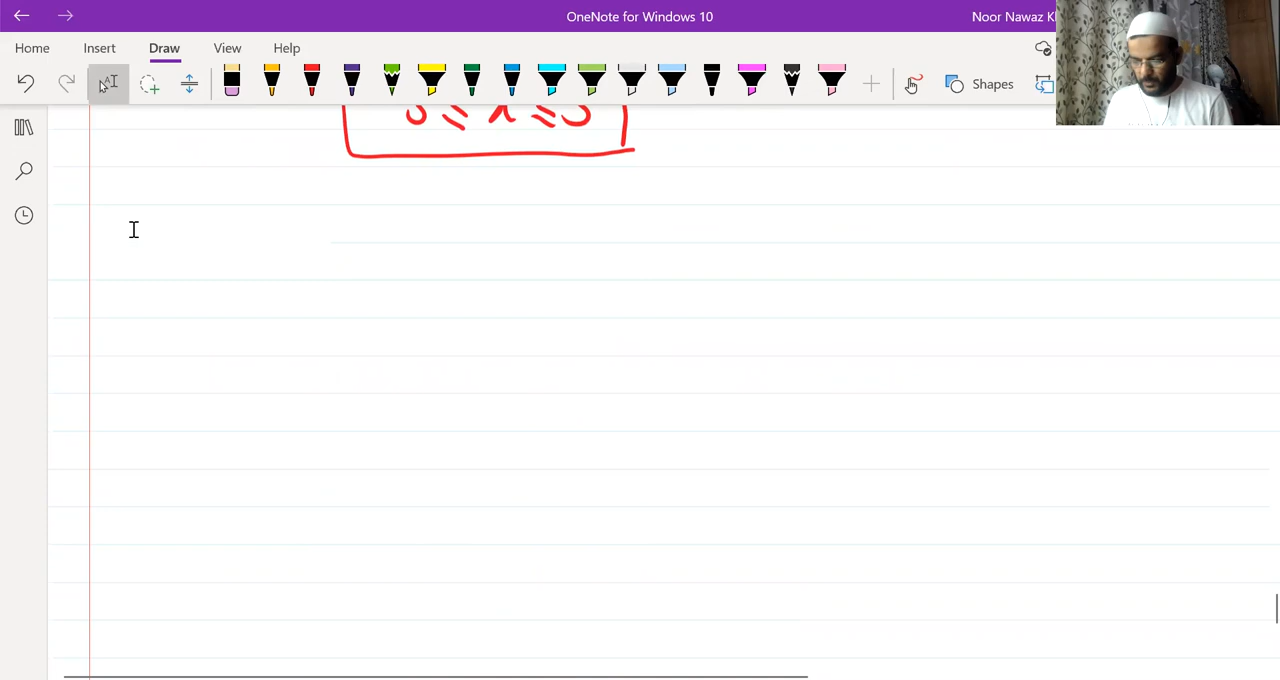 OneNote for Windows 10
Noor Nawaz
Home Insert Draw View Help
Shapes
≤ x ≤